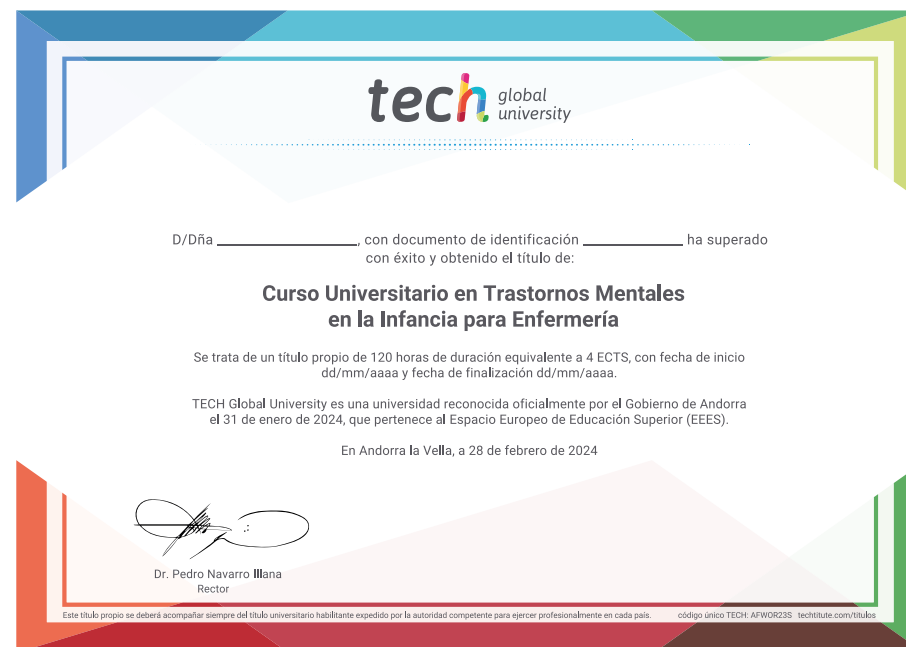 tech global university
D/Dña ____________________, con documento de identificación ______________ ha superado
con éxito y obtenido el título de:
Curso Universitario en Trastornos Mentales
en la Infancia para Enfermería
Se trata de un título propio de 120 horas de duración equivalente a 4 ECTS, con fecha de inicio
dd/mm/aaaa y fecha de finalización dd/mm/aaaa.
TECH Global University es una universidad reconocida oficialmente por el Gobierno de Andorra
el 31 de enero de 2024, que pertenece al Espacio Europeo de Educación Superior (EEES).
En Andorra la Vella, a 28 de febrero de 2024
Dr. Pedro Navarro Illana
Rector
Este título propio se deberá acompañar siempre del título universitario habilitante expedido por la autoridad competente para ejercer profesionalmente en cada país. código único TECH: AFWOR23S techtitute.com/titulos